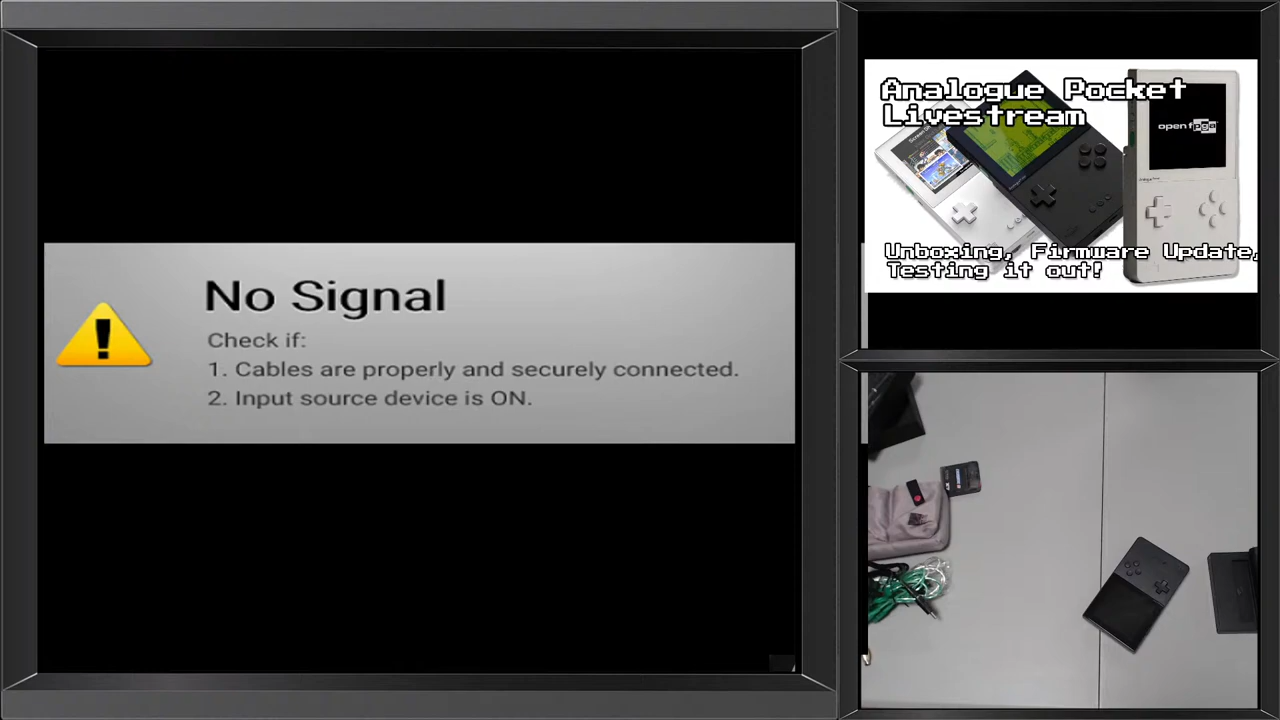 No Signal
Check if:
1. Cables are properly and securely connected.
2. Input source device is ON.
Analogue Pocket
Livestream
open fpga
Unboxing, Firmware Update,
Testing it out!